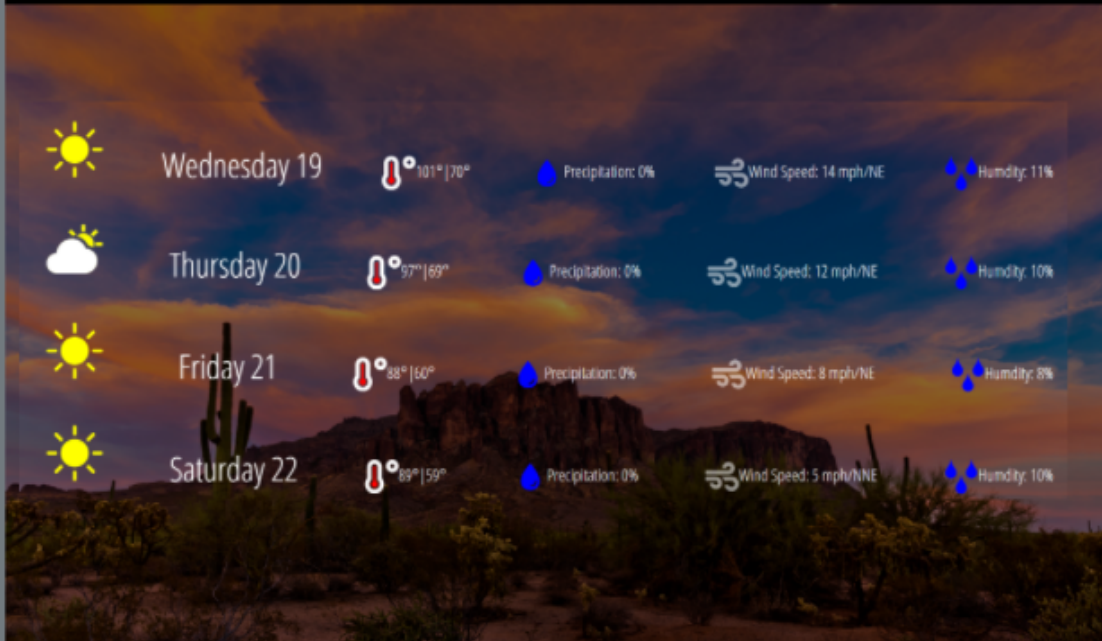 Wednesday 19 101°|70° Precipitation: 0% Wind Speed: 14 mph/NE Humdity: 11%
Thursday 20 97°|69° Precipitation: 0% Wind Speed: 12 mph/NE Humdity: 10%
Friday 21 88°|60° Precipitation: 0% Wind Speed: 8 mph/NE Humdity: 8%
Saturday 22 89°|59° Precipitation: 0% Wind Speed: 5 mph/NNE Humdity: 10%